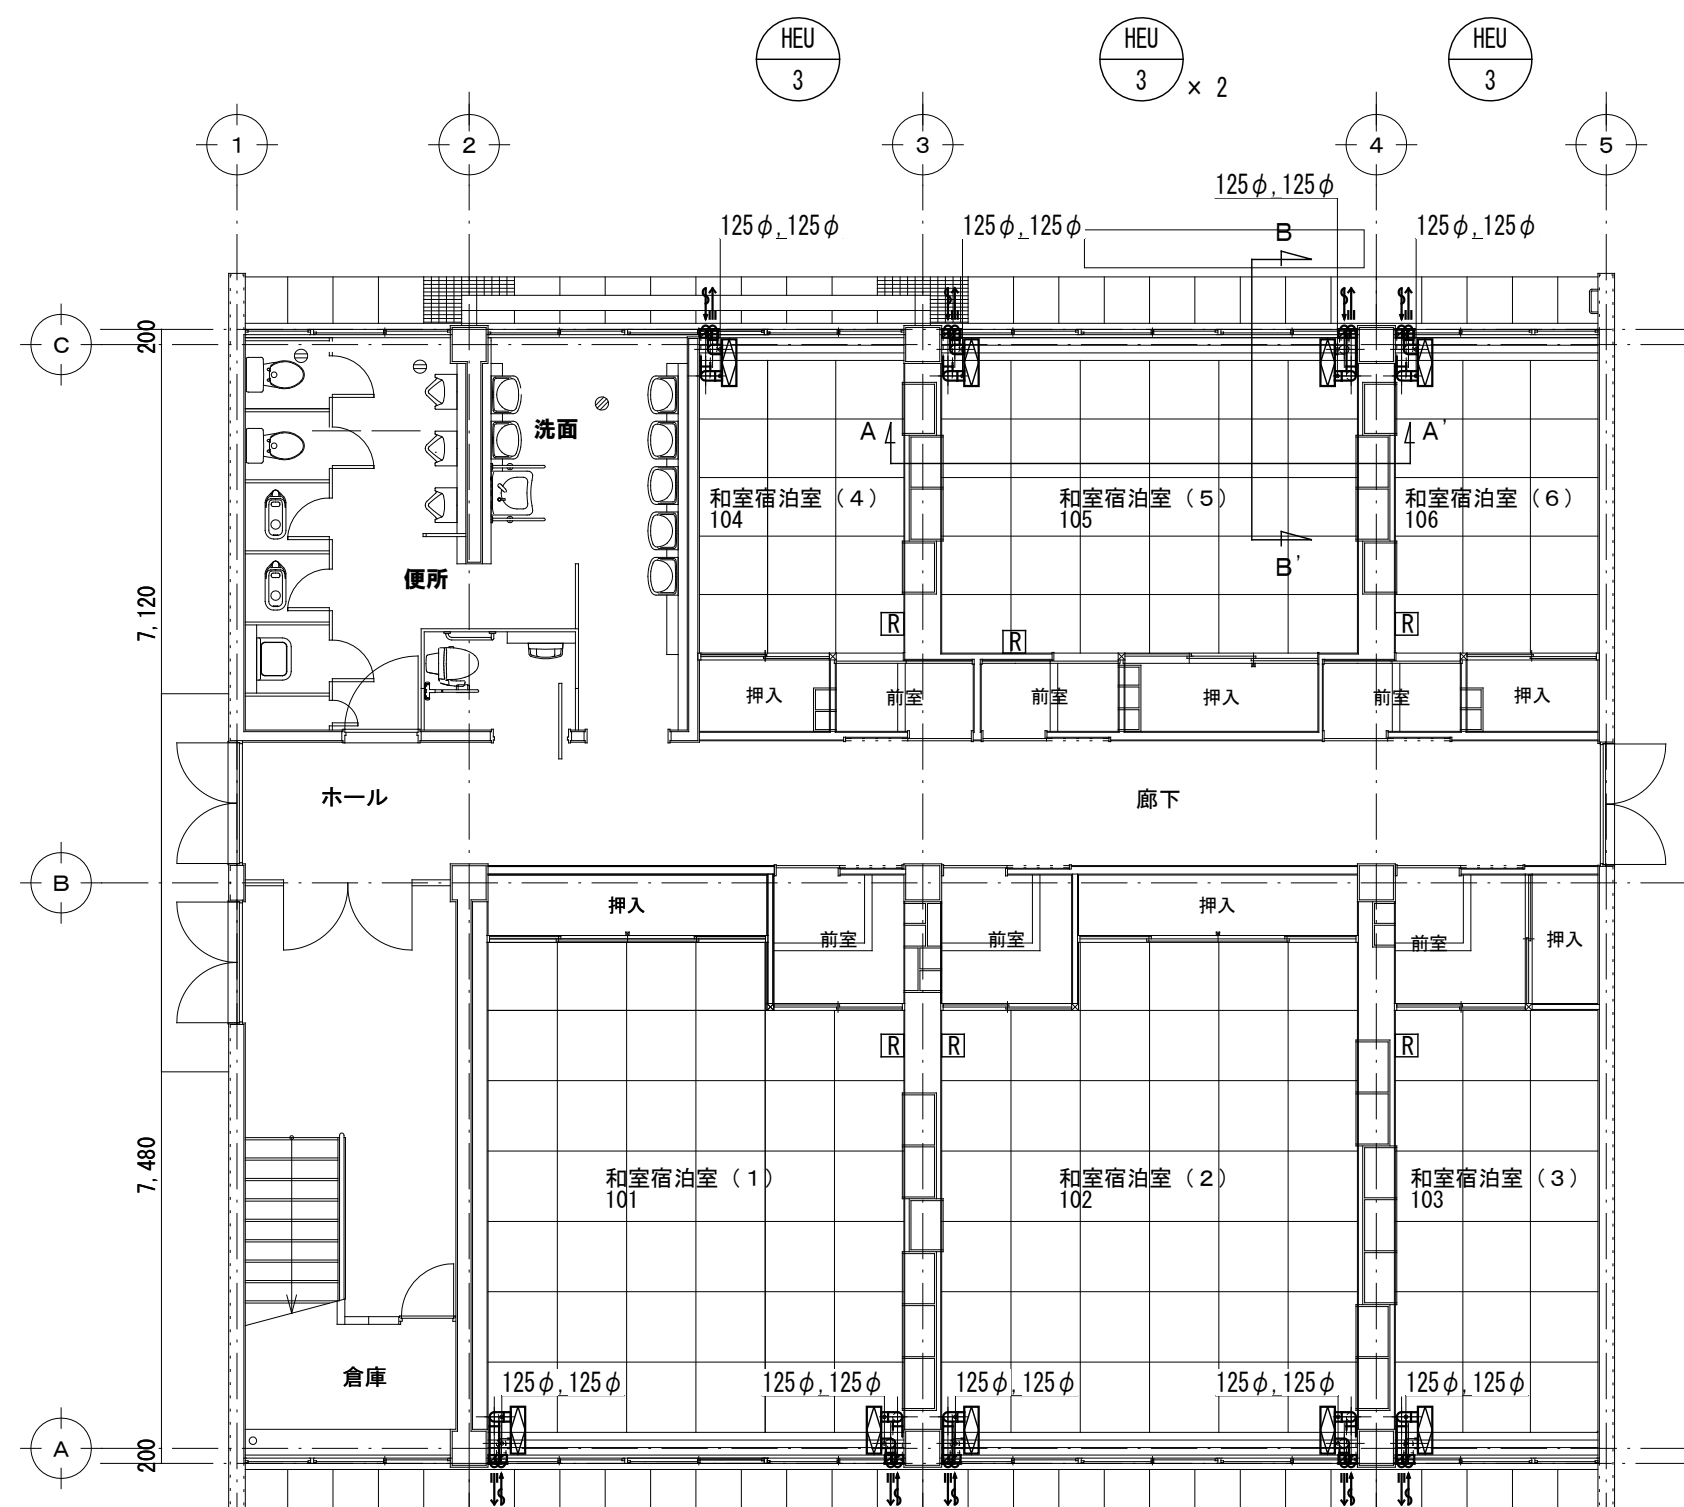 HEU
3
HEU
3
× 2
HEU
3
1
2
3
4
5
125φ,125φ
125φ,125φ
125φ,125φ
125φ,125φ
B
C
200
洗面
A
A'
和室宿泊室（4）
104
和室宿泊室（5）
105
和室宿泊室（6）
106
B'
便所
7,120
R
R
R
押入
前室
前室
押入
前室
押入
ホール
廊下
B
押入
前室
前室
押入
前室
押入
R
R
R
7,480
和室宿泊室（1）
101
和室宿泊室（2）
102
和室宿泊室（3）
103
倉庫
125φ,125φ
125φ,125φ
125φ,125φ
125φ,125φ
125φ,125φ
A
200